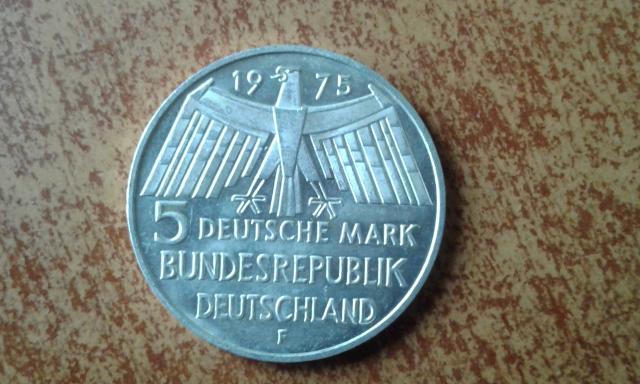 1975
5 DEUTSCHE MARK
BUNDESREPUBLIK
DEUTSCHLAND
F